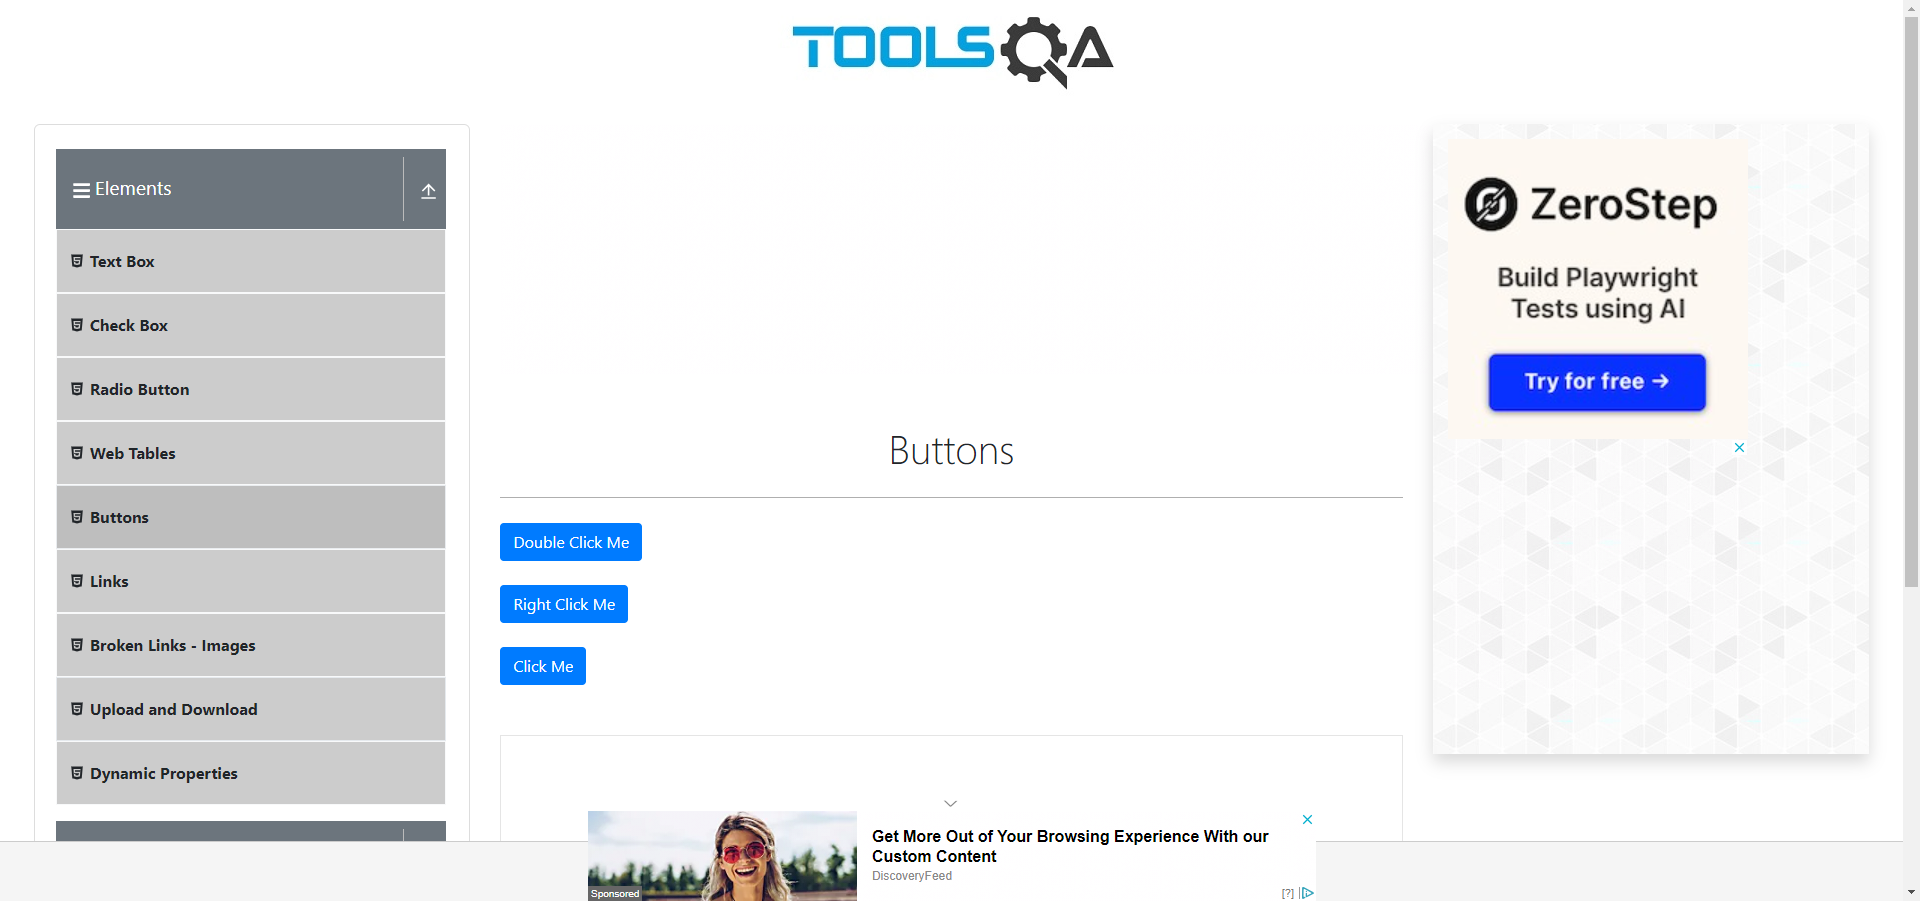 TOOLSQA
Elements
Text Box
Check Box
Radio Button
Web Tables
Buttons
Links
Broken Links - Images
Upload and Download
Dynamic Properties
Buttons
Double Click Me
Right Click Me
Click Me
ZeroStep
Build Playwright
Tests using AI
Try for free →
Get More Out of Your Browsing Experience With our
Custom Content
DiscoveryFeed
Sponsored
[?]